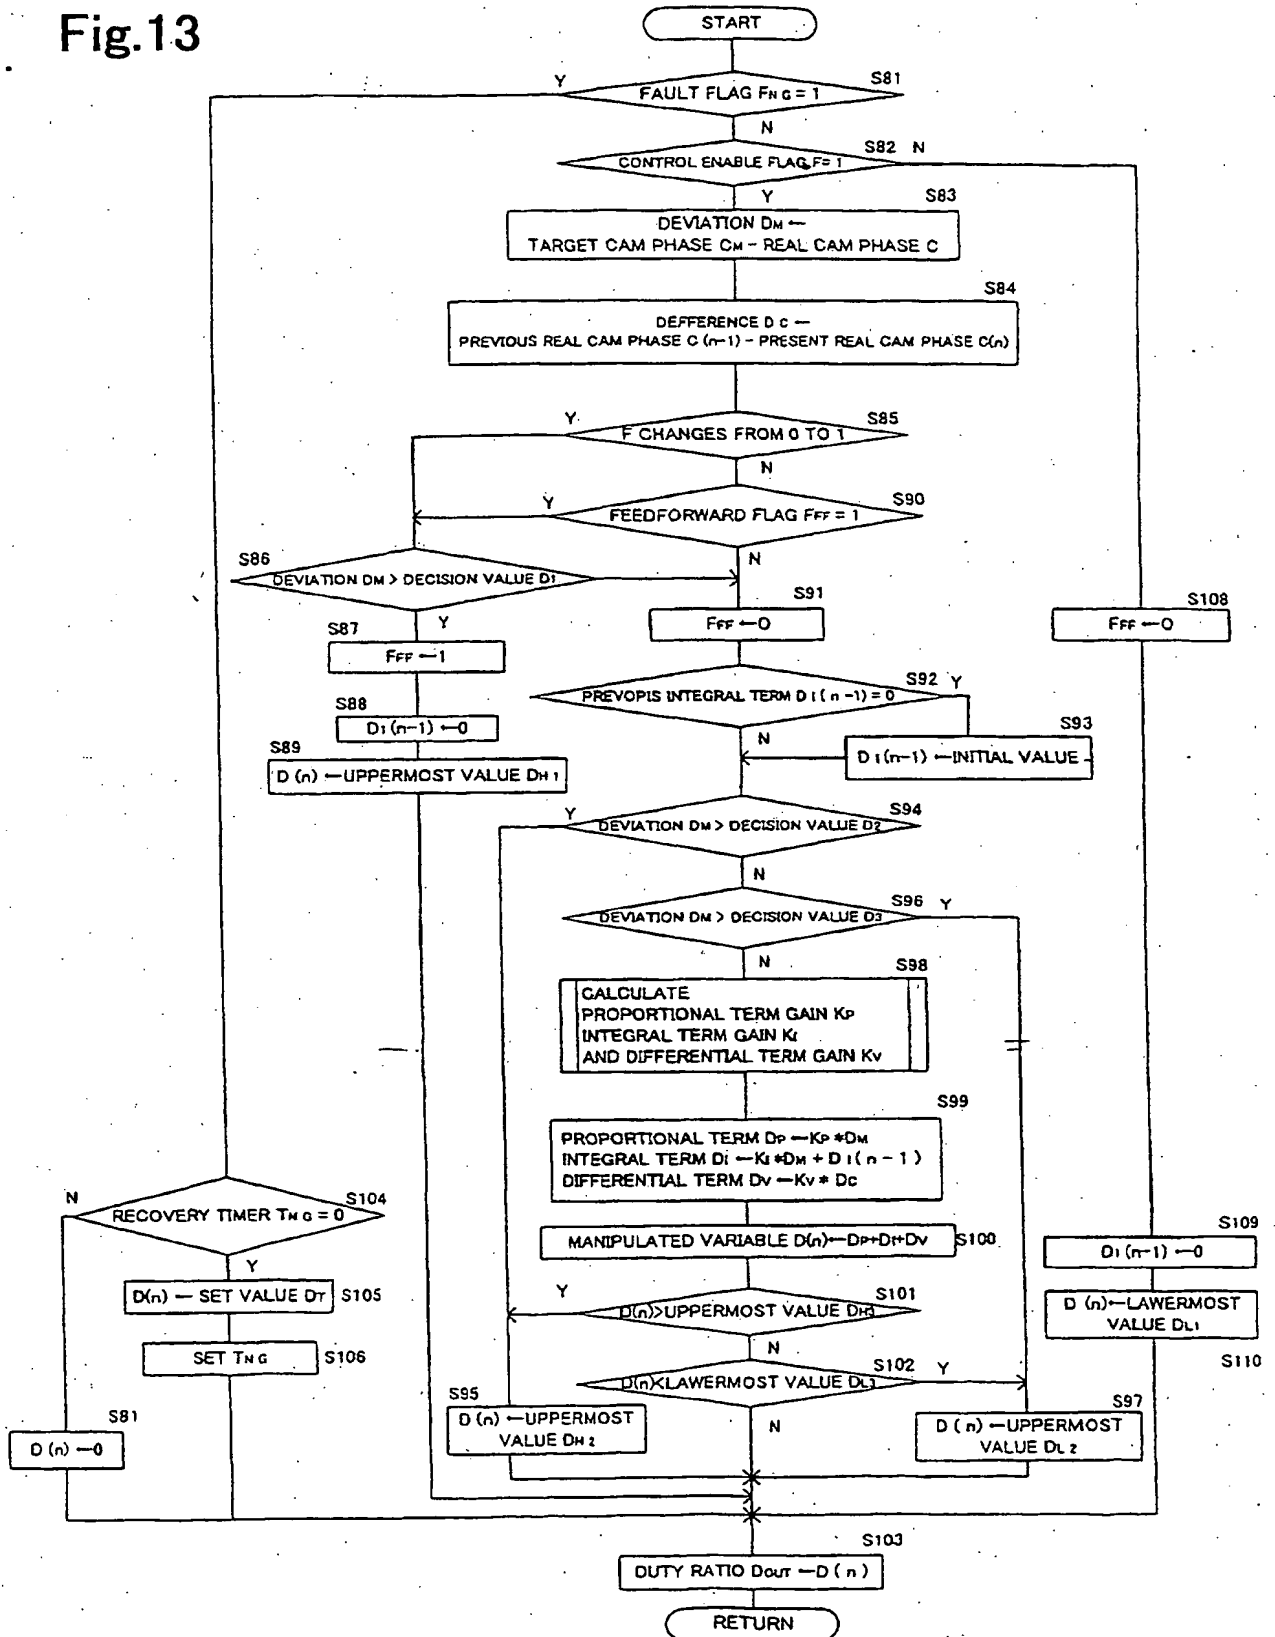 Fig.13
START
S81
Y
FAULT FLAG FNG = 1
N
S82
N
CONTROL ENABLE FLAG F= 1
Y
S83
DEVIATION DM ←
TARGET CAM PHASE CM - REAL CAM PHASE C
S84
DEFFERENCE DC ←
PREVIOUS REAL CAM PHASE C (n-1) - PRESENT REAL CAM PHASE C(n)
Y
S85
F CHANGES FROM 0 TO 1
N
S90
Y
FEEDFORWARD FLAG FFF = 1
N
S86
DEVIATION DM > DECISION VALUE D1
Y
S91
FFF ←0
S108
FFF ←0
S87
FFF ←1
S92
Y
PREVOPIS INTEGRAL TERM DI (n-1) = 0
N
S88
DI (n-1) ←0
S93
DI (n-1) ←INITIAL VALUE
S89
D (n) ←UPPERMOST VALUE DH1
S94
Y
DEVIATION DM > DECISION VALUE D2
N
S96
Y
DEVIATION DM > DECISION VALUE D3
N
S98
CALCULATE
PROPORTIONAL TERM GAIN KP
INTEGRAL TERM GAIN KI
AND DIFFERENTIAL TERM GAIN KV
S99
PROPORTIONAL TERM DP ←KP *DM
INTEGRAL TERM DI ←KI *DM + DI (n - 1)
DIFFERENTIAL TERM DV ←KV * DC
N
S104
RECOVERY TIMER TNG = 0
Y
MANIPULATED VARIABLE D(n)←DP+DI+DV
S100
S109
DI (n-1) ←0
D(n) ← SET VALUE DT
S105
Y
S101
D(n)>UPPERMOST VALUE DH3
N
D (n)←LAWERMOST
VALUE DL1
S110
SET TNG
S106
S102
Y
D(n)<LAWERMOST VALUE DL3
N
S95
D (n) ←UPPERMOST
VALUE DH2
S97
D (n) ←UPPERMOST
VALUE DL2
S81
D (n) ←0
S103
DUTY RATIO DOUT ←D (n)
RETURN